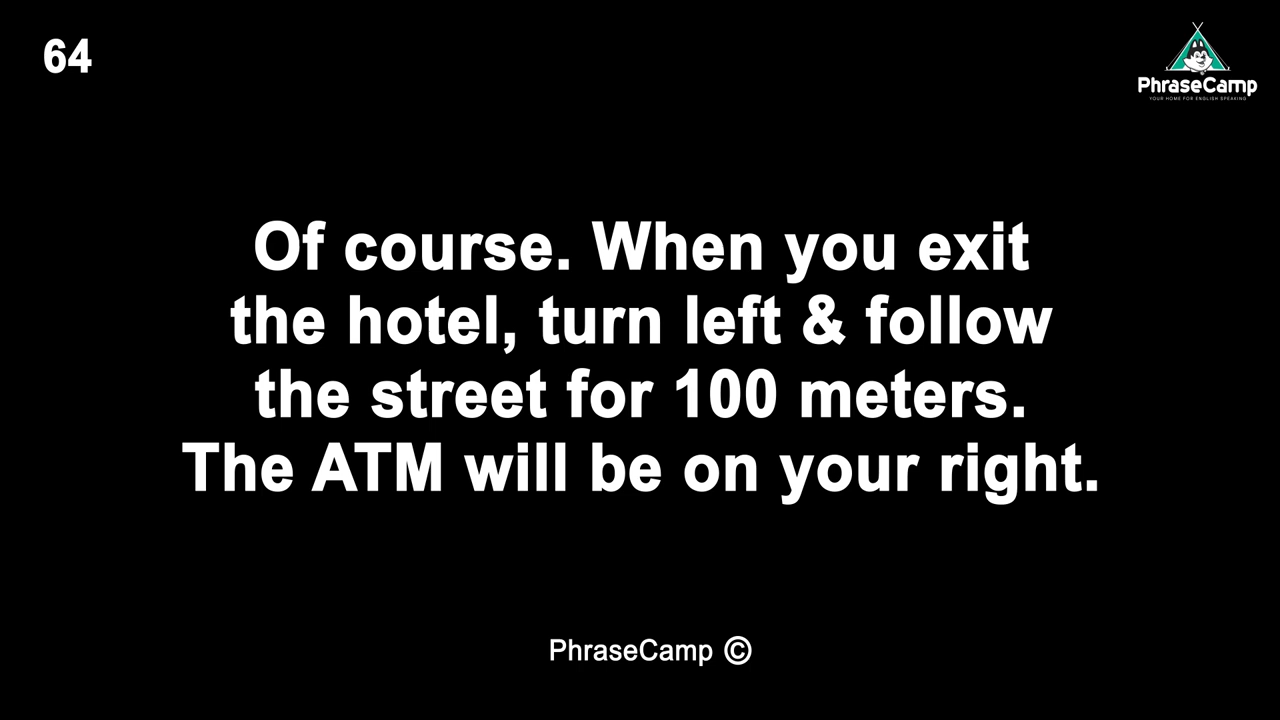 64
PhraseCamp
YOUR HOME FOR ENGLISH SPEAKING
Of course. When you exit
the hotel, turn left & follow
the street for 100 meters.
The ATM will be on your right.
PhraseCamp ©